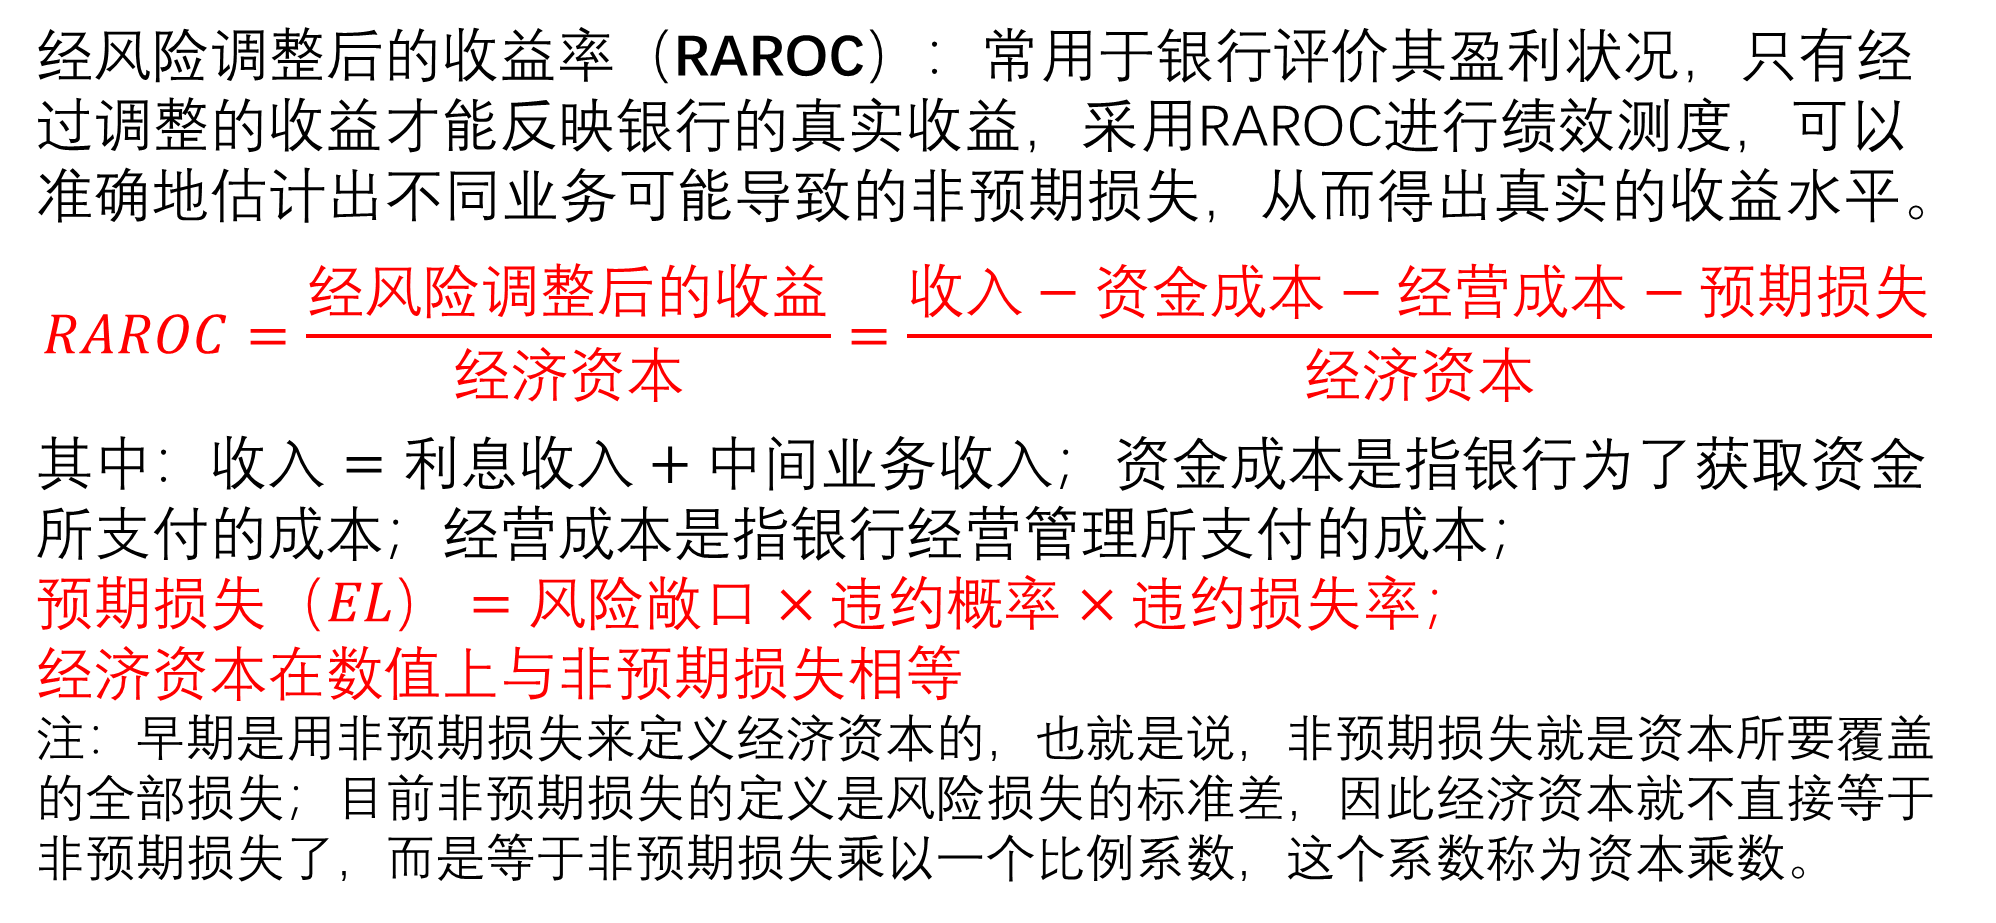 经风险调整后的收益率（RAROC）：常用于银行评价其盈利状况，只有经
过调整的收益才能反映银行的真实收益，采用RAROC进行绩效测度，可以
准确地估计出不同业务可能导致的非预期损失，从而得出真实的收益水平。
RAROC = 经风险调整后的收益 / 经济资本 = 收入 − 资金成本 − 经营成本 − 预期损失 / 经济资本
其中：收入 = 利息收入 + 中间业务收入；资金成本是指银行为了获取资金
所支付的成本；经营成本是指银行经营管理所支付的成本；
预期损失（EL） = 风险敞口 × 违约概率 × 违约损失率；
经济资本在数值上与非预期损失相等
注：早期是用非预期损失来定义经济资本的，也就是说，非预期损失就是资本所要覆盖
的全部损失；目前非预期损失的定义是风险损失的标准差，因此经济资本就不直接等于
非预期损失了，而是等于非预期损失乘以一个比例系数，这个系数称为资本乘数。